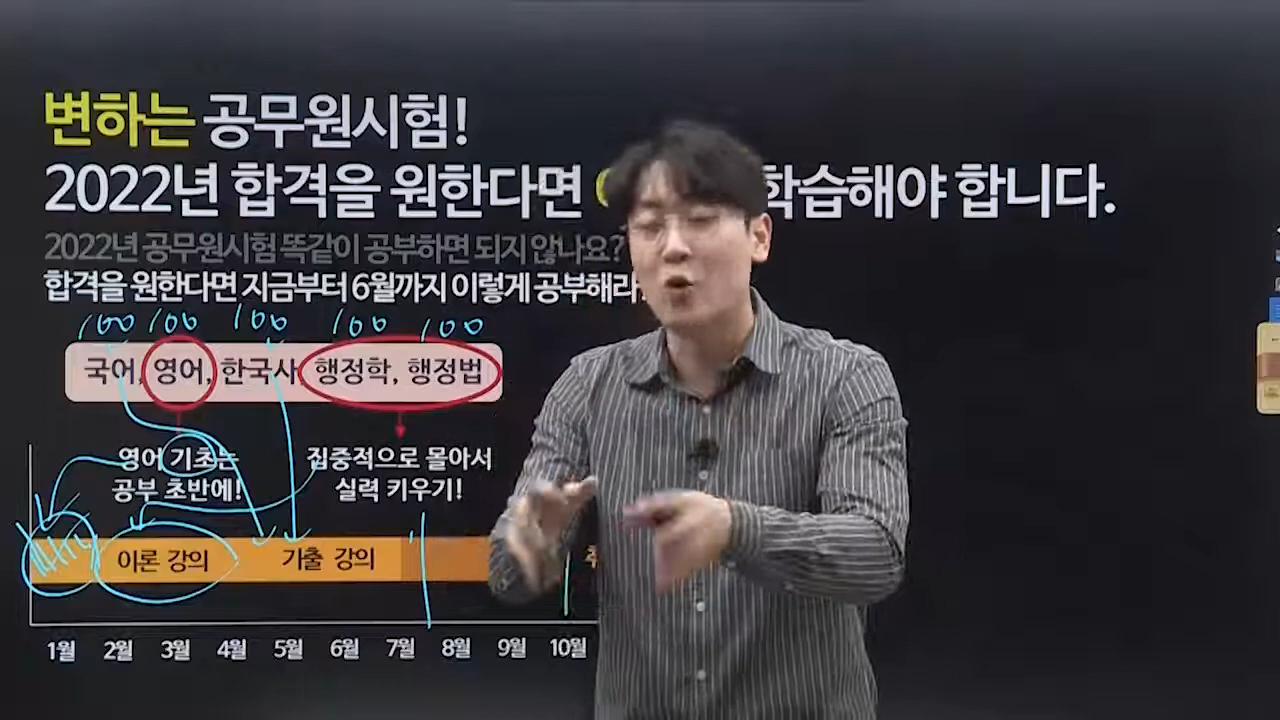 변하는 공무원시험!
2022년 합격을 원한다면 학습해야 합니다.
2022년 공무원시험 똑같이 공부하면 되지 않나요?
합격을 원한다면 지금부터 6월까지 이렇게 공부해라
100 100 100 100 100
국어, 영어, 한국사, 행정학, 행정법
영어 기초는 집중적으로 몰아서
공부 초반에! 실력 키우기!
이론 강의 기출 강의
1월 2월 3월 4월 5월 6월 7월 8월 9월 10월